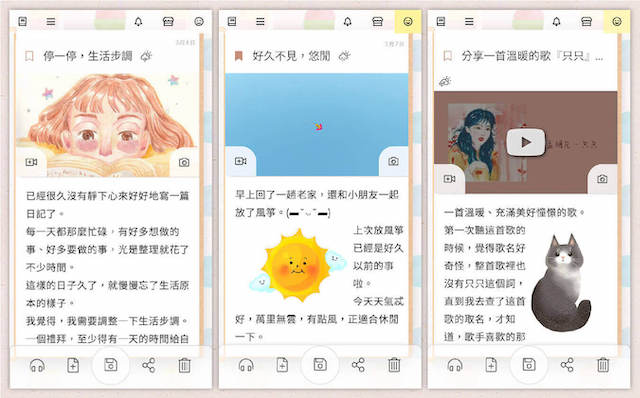 3月8日
停一停，生活步調
已經很久沒有靜下心來好好地寫一篇
日記了。
每一天都那麼忙碌，有好多想做的
事、好多要做的事，光是整理就花了
不少時間。
這樣的日子久了，就慢慢忘了生活原
本的樣子。
我覺得，我需要調整一下生活步調。
一個禮拜，至少得有一天的時間給自
3月7日
好久不見，悠閒
早上回了一趟老家，還和小朋友一起
放了風箏。(▬ˇ◡ˇ▬)
上次放風箏
已經是好久
以前的事
啦。
今天天氣忒
好，萬里無雲，有點風，正適合休閒
一下。
分享一首溫暖的歌『只只』...
只只
一首溫暖、充滿美好憧憬的歌。
第一次聽這首歌的
時候，覺得歌名好
奇怪，整首歌裡也
沒有只只這個詞，
直到我去查了這首
歌的取名，才知
道，歌手喜歌的那